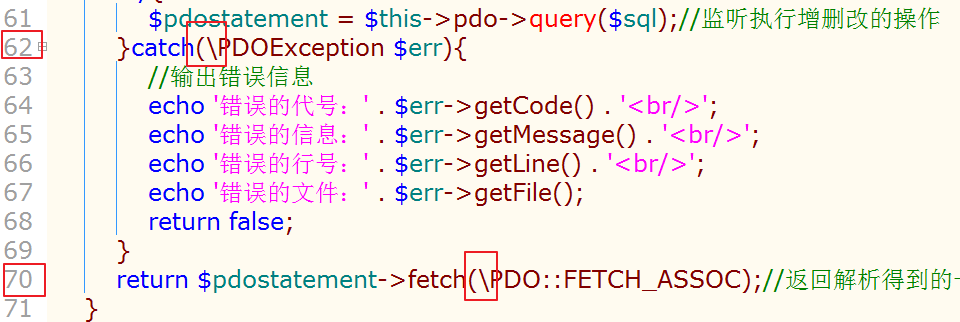 61 $pdostatement = $this->pdo->query($sql);//监听执行增删改的操作
62 }catch(\PDOException $err){
63 //输出错误信息
64 echo '错误的代号：' . $err->getCode() . '<br/>';
65 echo '错误的信息：' . $err->getMessage() . '<br/>';
66 echo '错误的行号：' . $err->getLine() . '<br/>';
67 echo '错误的文件：' . $err->getFile();
68 return false;
69 }
70 return $pdostatement->fetch(\PDO::FETCH_ASSOC);//返回解析得到的
71 }